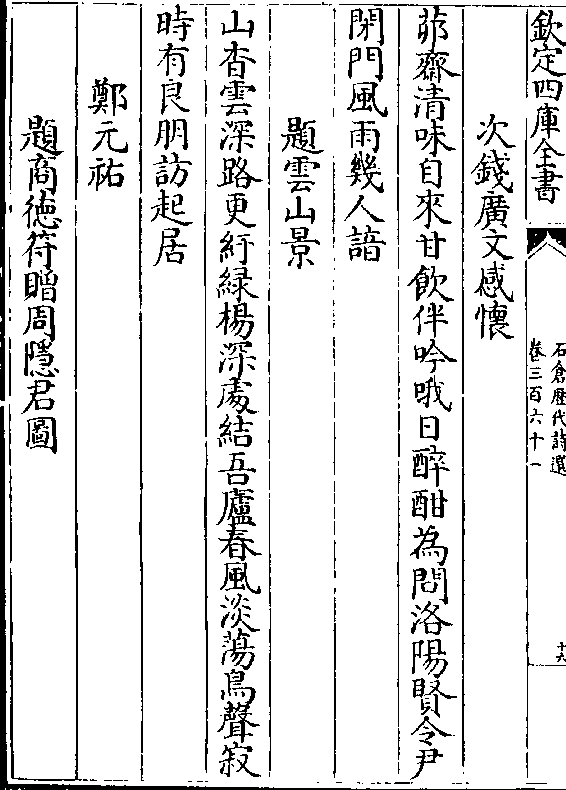 欽定四庫全書
石倉歷代詩選
卷三百六十一
十六
次錢廣文感懷
茆齋清味自來甘飲伴吟哦日醉酣為問洛陽賢令尹
閑門風雨幾人諳
題雲山景
山杳雲深路更紆緑楊深處結吾廬春風淡蕩鳥聲寂
時有良朋訪起居
鄭元祐
題商徳符贈周隱君圖